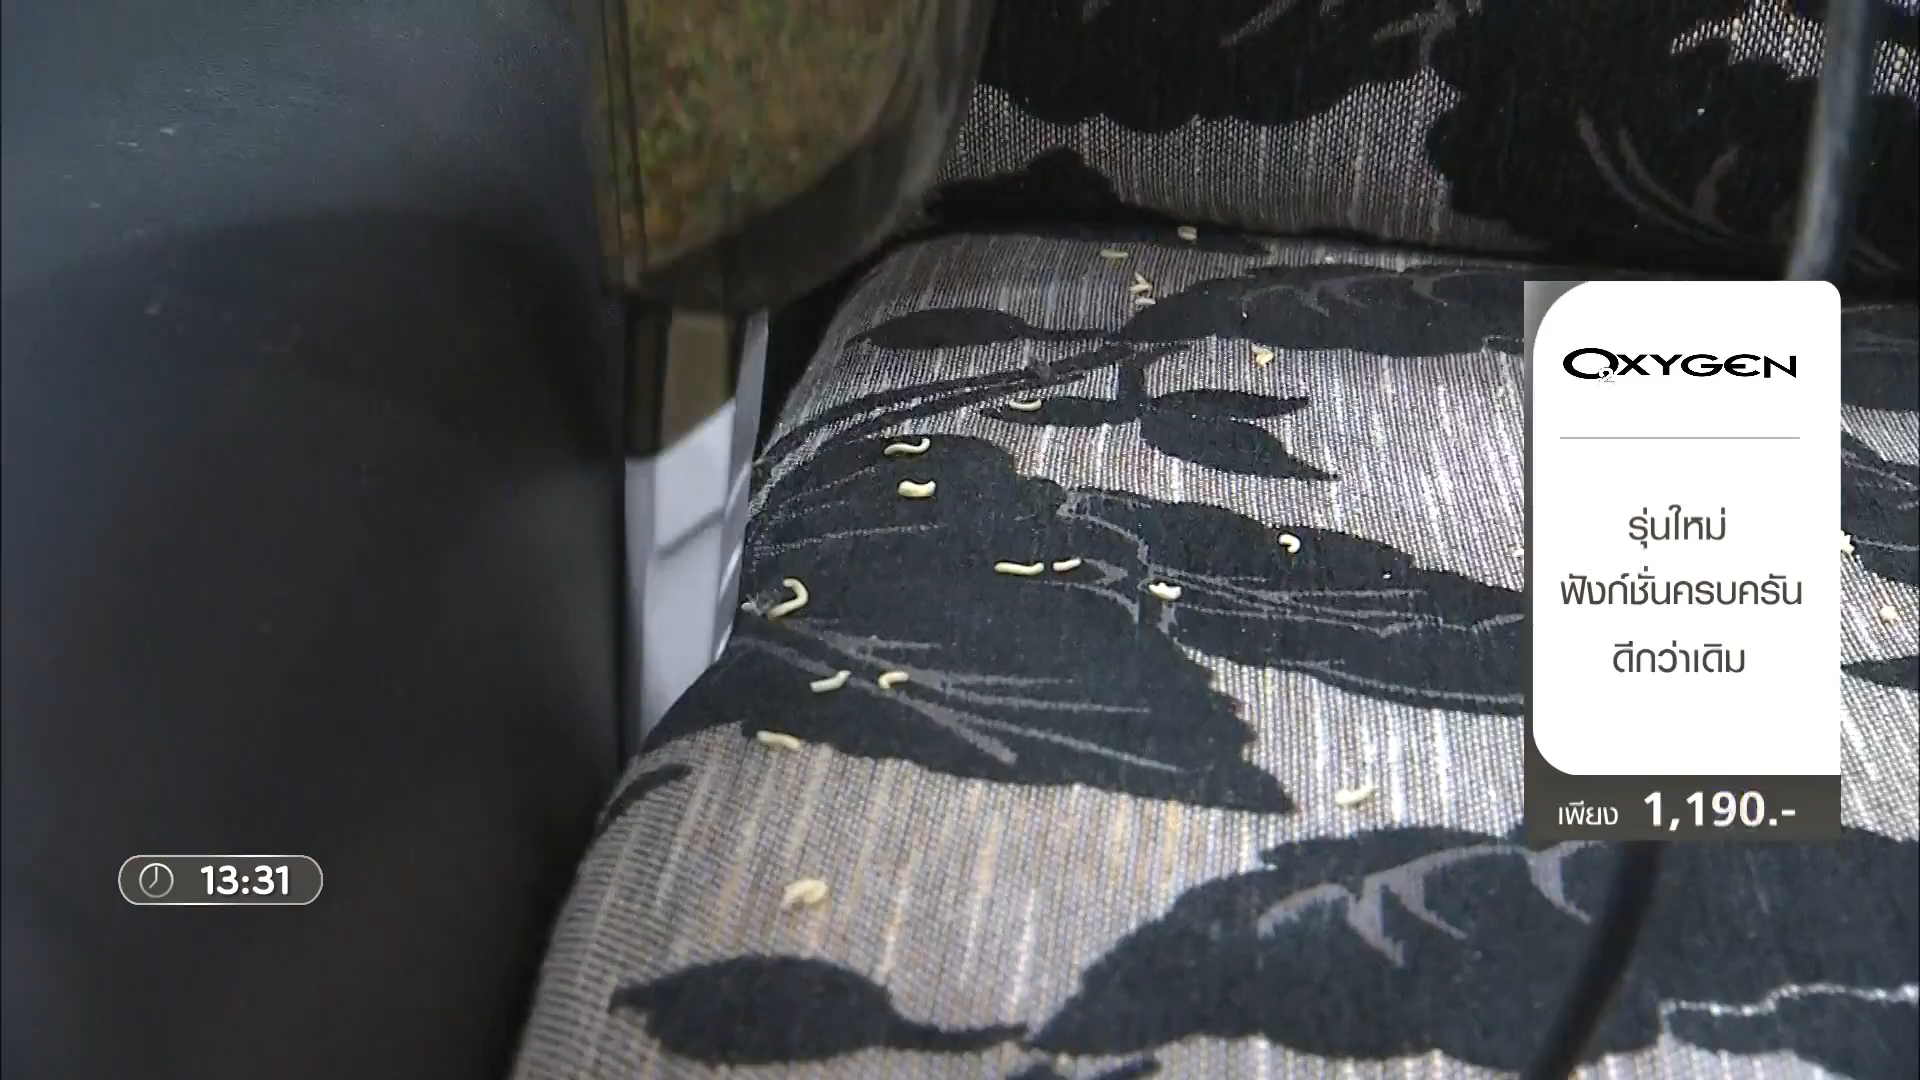 O2XYGEN
รุ่นใหม่
ฟังก์ชั่นครบครัน
ดีกว่าเดิม
เพียง 1,190.-
13:31